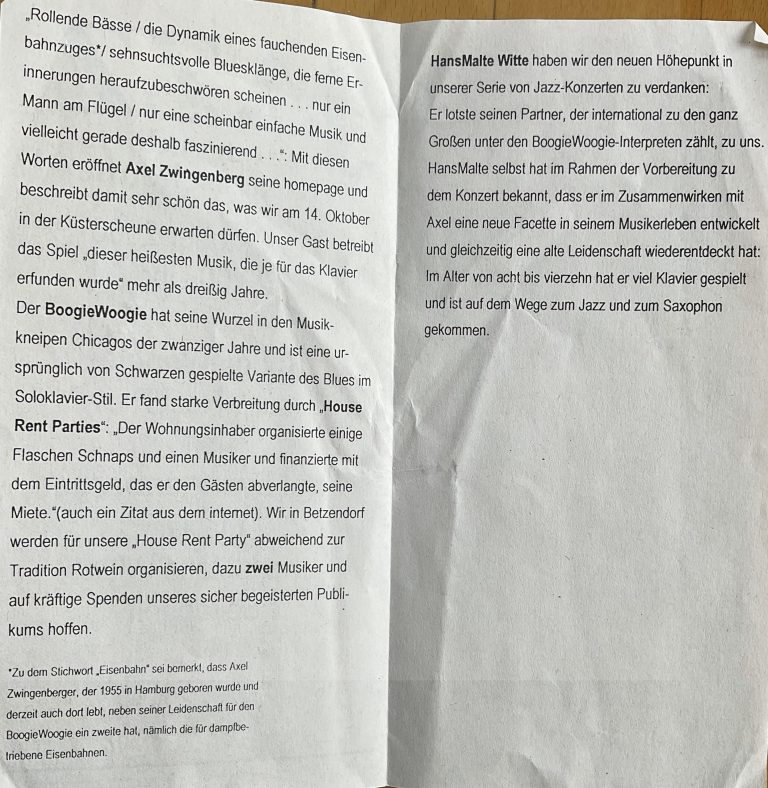 „Rollende Bässe / die Dynamik eines fauchenden Eisen-
bahnzuges*/ sehnsuchtsvolle Bluesklänge, die ferne Er-
innerungen heraufzubeschwören scheinen . . . nur ein
Mann am Flügel / nur eine scheinbar einfache Musik und
vielleicht gerade deshalb faszinierend . . .“: Mit diesen
Worten eröffnet Axel Zwingenberg seine homepage und
beschreibt damit sehr schön das, was wir am 14. Oktober
in der Küsterscheune erwarten dürfen. Unser Gast betreibt
das Spiel „dieser heißesten Musik, die je für das Klavier
erfunden wurde“ mehr als dreißig Jahre.
Der BoogieWoogie hat seine Wurzel in den Musik-
kneipen Chicagos der zwanziger Jahre und ist eine ur-
sprünglich von Schwarzen gespielte Variante des Blues im
Soloklavier-Stil. Er fand starke Verbreitung durch „House
Rent Parties“: „Der Wohnungsinhaber organisierte einige
Flaschen Schnaps und einen Musiker und finanzierte mit
dem Eintrittsgeld, das er den Gästen abverlangte, seine
Miete.“(auch ein Zitat aus dem internet). Wir in Betzendorf
werden für unsere „House Rent Party“ abweichend zur
Tradition Rotwein organisieren, dazu zwei Musiker und
auf kräftige Spenden unseres sicher begeisterten Publi-
kums hoffen.
*Zu dem Stichwort „Eisenbahn“ sei bemerkt, dass Axel
Zwingenberger, der 1955 in Hamburg geboren wurde und
derzeit auch dort lebt, neben seiner Leidenschaft für den
BoogieWoogie ein zweite hat, nämlich die für dampfbe-
triebene Eisenbahnen.
HansMalte Witte haben wir den neuen Höhepunkt in
unserer Serie von Jazz-Konzerten zu verdanken:
Er lotste seinen Partner, der international zu den ganz
Großen unter den BoogieWoogie-Interpreten zählt, zu uns.
HansMalte selbst hat im Rahmen der Vorbereitung zu
dem Konzert bekannt, dass er im Zusammenwirken mit
Axel eine neue Facette in seinem Musikerleben entwickelt
und gleichzeitig eine alte Leidenschaft wiederentdeckt hat:
Im Alter von acht bis vierzehn hat er viel Klavier gespielt
und ist auf dem Wege zum Jazz und zum Saxophon
gekommen.